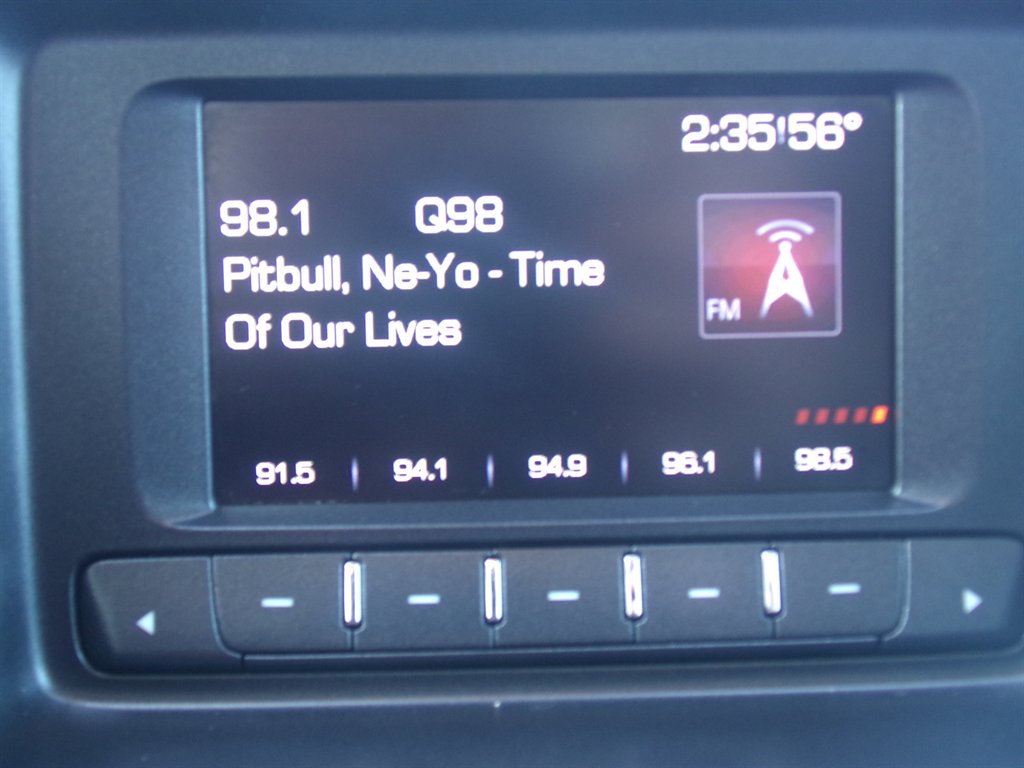 2:35 56°
98.1 Q98
Pitbull, Ne-Yo - Time
Of Our Lives
FM
91.5 94.1 94.9 96.1 98.5